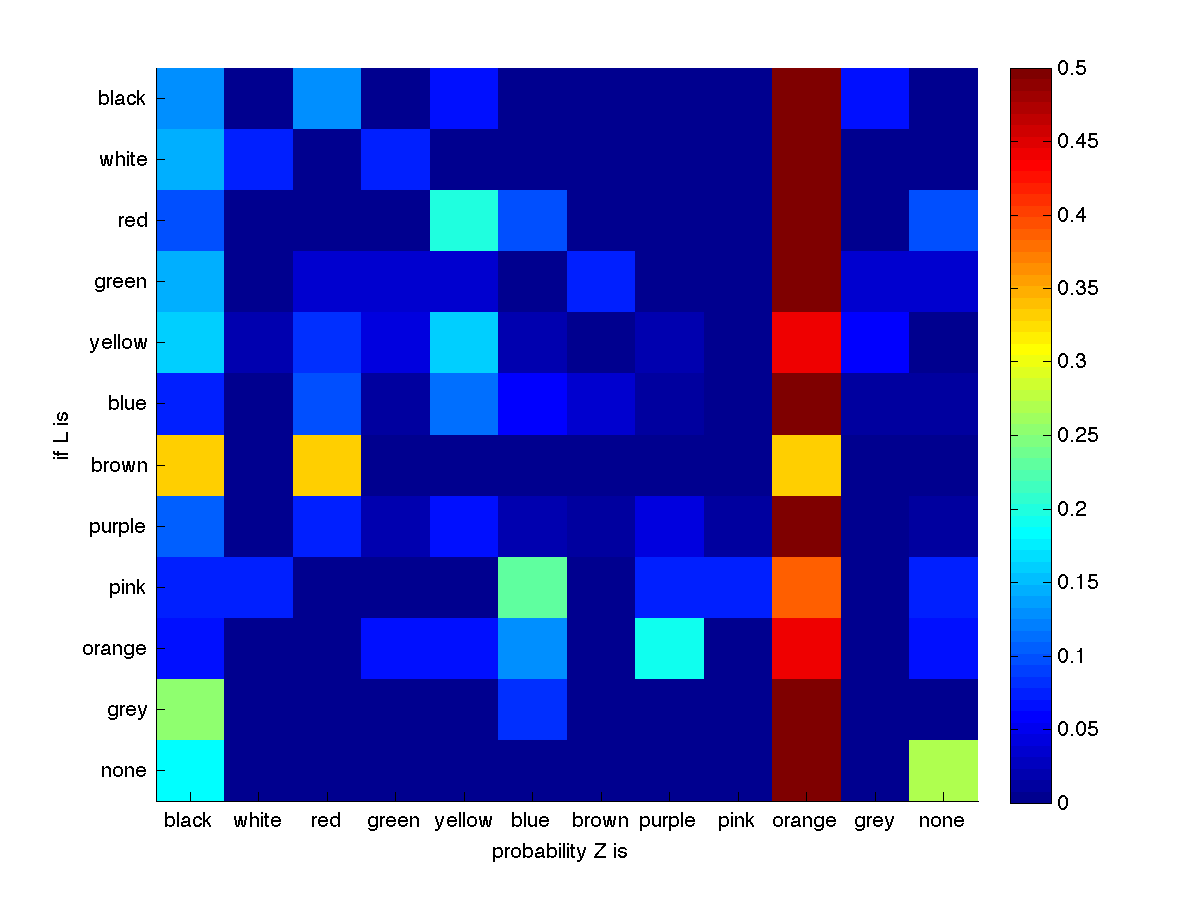 black
white
red
green
yellow
blue
brown
purple
pink
orange
grey
none
if L is
black white red green yellow blue brown purple pink orange grey none
probability Z is
0.5
0.45
0.4
0.35
0.3
0.25
0.2
0.15
0.1
0.05
0